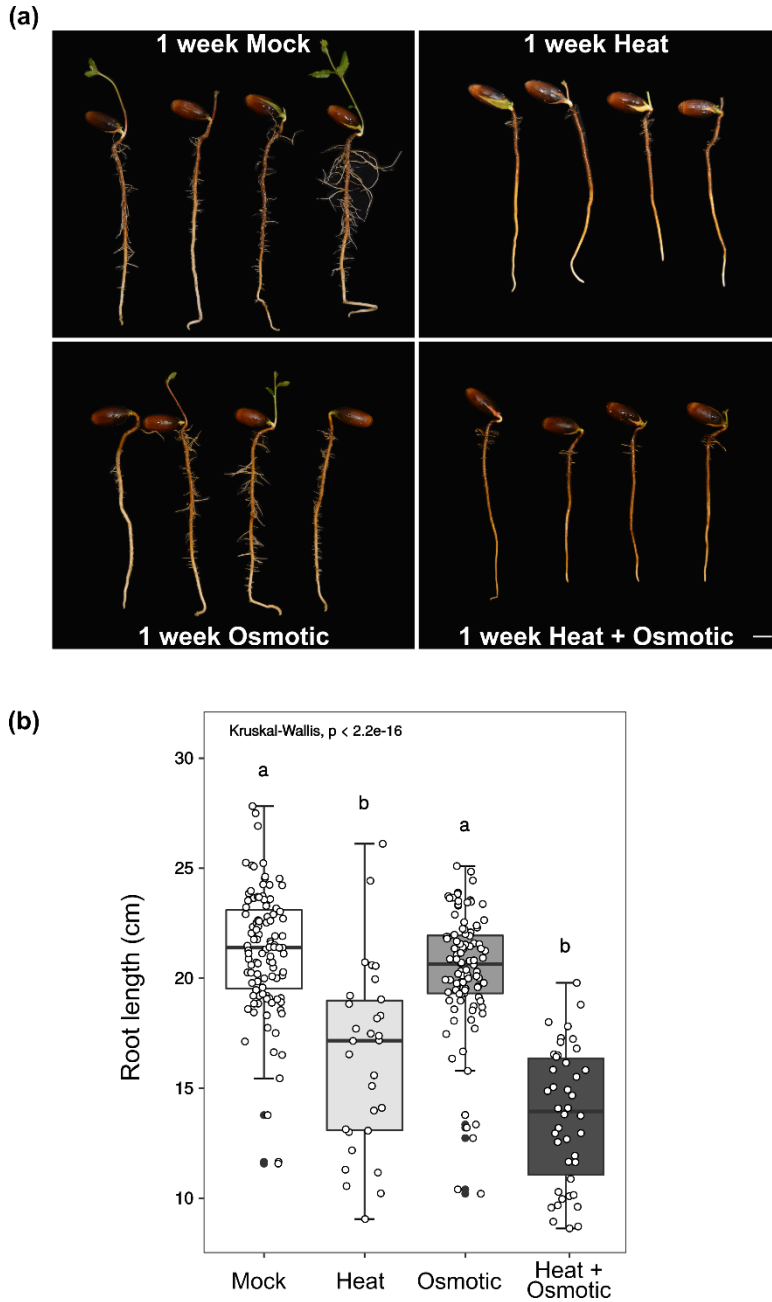 (a)
1 week Mock
1 week Heat
1 week Osmotic
1 week Heat + Osmotic
(b)
Kruskal-Wallis, p < 2.2e-16
a
b
a
b
30
25
20
15
10
Root length (cm)
Mock
Heat
Osmotic
Heat +
Osmotic